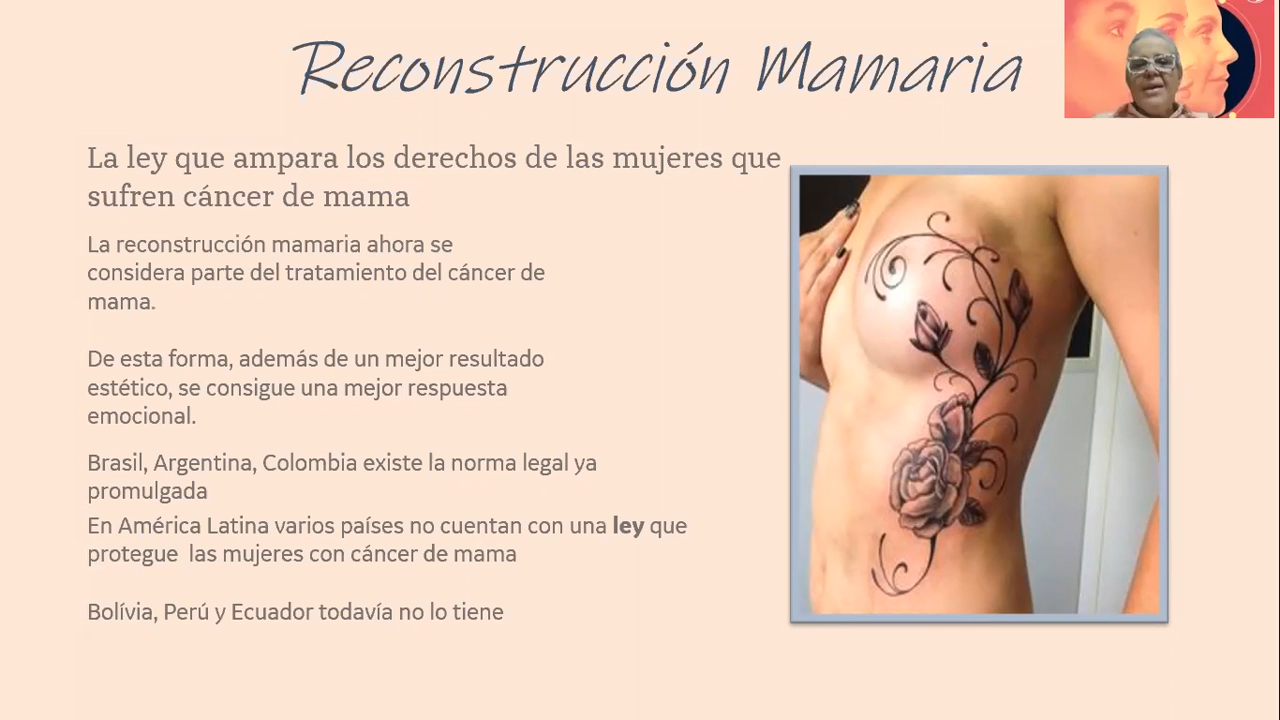 Reconstrucción Mamaria
La ley que ampara los derechos de las mujeres que
sufren cáncer de mama
La reconstrucción mamaria ahora se
considera parte del tratamiento del cáncer de
mama.
De esta forma, además de un mejor resultado
estético, se consigue una mejor respuesta
emocional.
Brasil, Argentina, Colombia existe la norma legal ya
promulgada
En América Latina varios países no cuentan con una ley que
protegue  las mujeres con cáncer de mama
Bolívia, Perú y Ecuador todavía no lo tiene